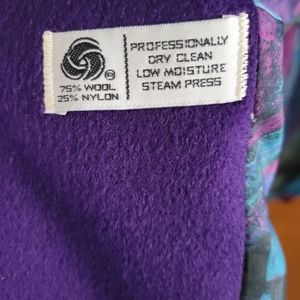 75% WOOL
25% NYLON
PROFESSIONALLY
DRY CLEAN
LOW MOISTURE
STEAM PRESS